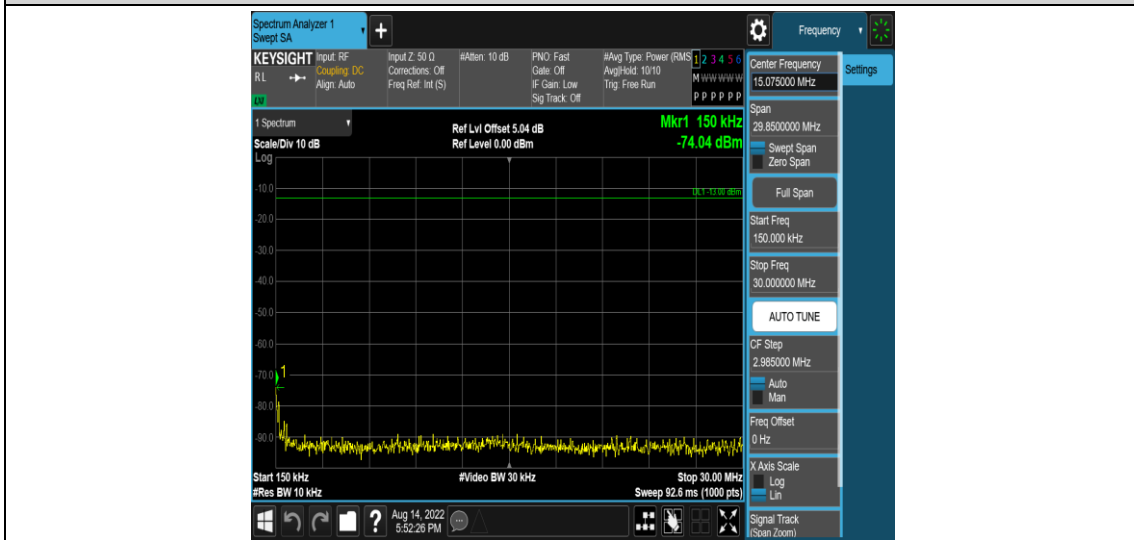 Spectrum Analyzer 1
Swept SA
+
Frequency
KEYSIGHT
Input: RF
Coupling: DC
Align: Auto
RL
LXI
Input Z: 50 Ω
Corrections: Off
Freq Ref: Int (S)
#Atten: 10 dB
PNO: Fast
Gate: Off
IF Gain: Low
Sig Track: Off
#Avg Type: Power (RMS
Avg|Hold: 10/10
Trig: Free Run
1 2 3 4 5 6
M W W W W W
P P P P P P
1 Spectrum
Scale/Div 10 dB
Log
Ref Lvl Offset 5.04 dB
Ref Level 0.00 dBm
Mkr1 150 kHz
-74.04 dBm
DL1 -13.00 dBm
-10.0
-20.0
-30.0
-40.0
-50.0
-60.0
-70.0
-80.0
-90.0
1
Start 150 kHz
#Res BW 10 kHz
#Video BW 30 kHz
Stop 30.00 MHz
Sweep 92.6 ms (1000 pts)
?
Aug 14, 2022
5:52:26 PM
Center Frequency
15.075000 MHz
Settings
Span
29.8500000 MHz
Swept Span
Zero Span
Full Span
Start Freq
150.000 kHz
Stop Freq
30.000000 MHz
AUTO TUNE
CF Step
2.985000 MHz
Auto
Man
Freq Offset
0 Hz
X Axis Scale
Log
Lin
Signal Track
(Span Zoom)